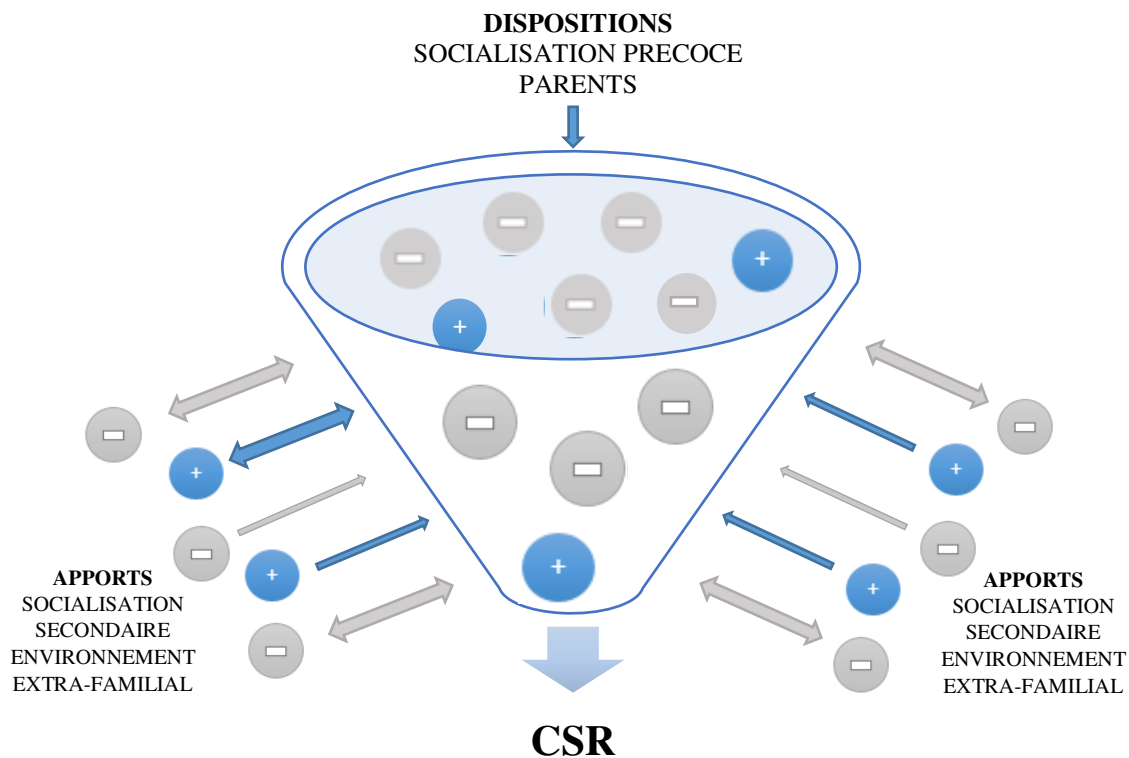 DISPOSITIONS
SOCIALISATION PRECOCE
PARENTS
+
+
+
+
+
+
+
APPORTS
SOCIALISATION
SECONDAIRE
ENVIRONNEMENT
EXTRA-FAMILIAL
APPORTS
SOCIALISATION
SECONDAIRE
ENVIRONNEMENT
EXTRA-FAMILIAL
CSR